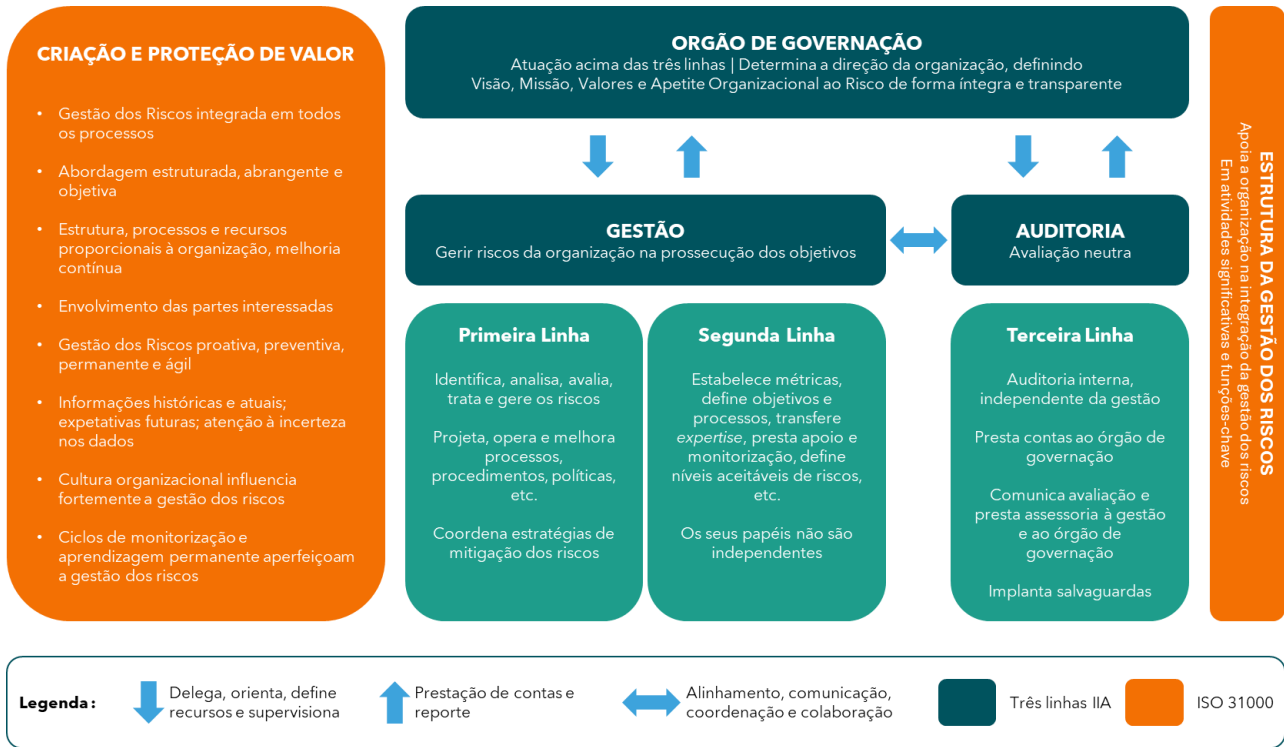 CRIAÇÃO E PROTEÇÃO DE VALOR
• Gestão dos Riscos integrada em todos
os processos
• Abordagem estruturada, abrangente e
objetiva
• Estrutura, processos e recursos
proporcionais à organização, melhoria
contínua
• Envolvimento das partes interessadas
• Gestão dos Riscos proativa, preventiva,
permanente e ágil
• Informações históricas e atuais;
expetativas futuras; atenção à incerteza
nos dados
• Cultura organizacional influencia
fortemente a gestão dos riscos
• Ciclos de monitorização e
aprendizagem permanente aperfeiçoam
a gestão dos riscos
ORGÃO DE GOVERNAÇÃO
Atuação acima das três linhas | Determina a direção da organização, definindo
Visão, Missão, Valores e Apetite Organizacional ao Risco de forma íntegra e transparente
GESTÃO
Gerir riscos da organização na prossecução dos objetivos
AUDITORIA
Avaliação neutra
Primeira Linha
Identifica, analisa, avalia,
trata e gere os riscos
Projeta, opera e melhora
processos,
procedimentos, políticas,
etc.
Coordena estratégias de
mitigação dos riscos
Segunda Linha
Estabelece métricas,
define objetivos e
processos, transfere
expertise, presta apoio e
monitorização, define
níveis aceitáveis de riscos,
etc.
Os seus papéis não são
independentes
Terceira Linha
Auditoria interna,
independente da gestão
Presta contas ao órgão de
governação
Comunica avaliação e
presta assessoria à gestão
e ao órgão de
governação
Implanta salvaguardas
ESTRUTURA DA GESTÃO DOS RISCOS
Apoia a organização na integração da gestão dos riscos
Em atividades significativas e funções-chave
Legenda :
Delega, orienta, define
recursos e supervisiona
Prestação de contas e
reporte
Alinhamento, comunicação,
coordenação e colaboração
Três linhas IIA
ISO 31000